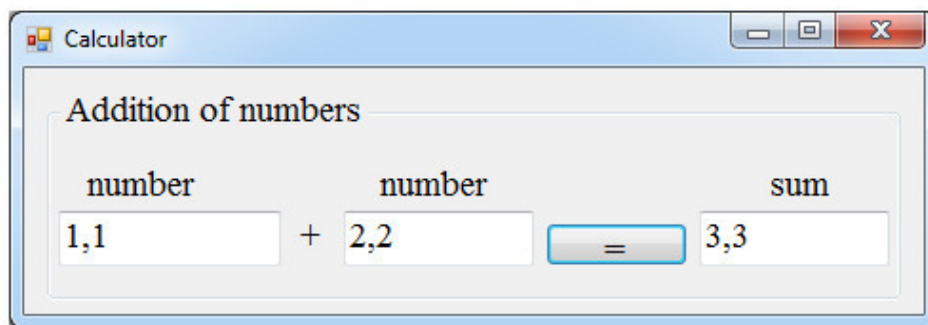 Calculator
Addition of numbers
number number sum
1,1 + 2,2 = 3,3